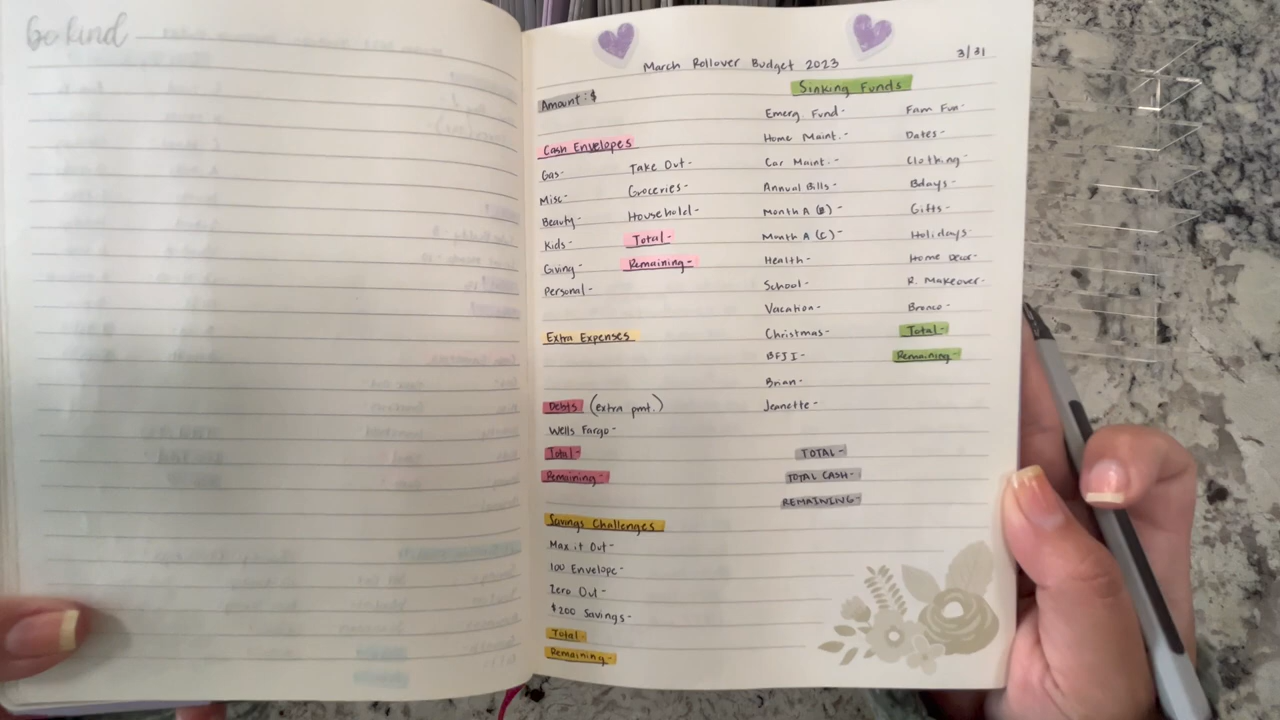 be kind
March Rollover Budget 2023
3/31
Amount: $
Cash Envelopes
Gas-
Misc-
Beauty-
Kids-
Giving-
Personal-
Take Out-
Groceries-
Household-
Total-
Remaining-
Extra Expenses
Debts (extra pmt.)
Wells Fargo-
Total-
Remaining-
Savings Challenges
Max it Out-
100 Envelope-
Zero Out-
$200 Savings-
Total-
Remaining-
Sinking Funds
Emerg. Fund-
Home Maint.-
Car Maint.-
Annual Bills-
Month A (B)-
Month A (C)-
Health-
School-
Vacation-
Christmas-
BFJI-
Brian-
Jeanette-
Fam Fun-
Dates-
Clothing-
Bdays-
Gifts-
Holidays-
Home Decor-
R. Makeover-
Bronco-
Total-
Remaining-
TOTAL-
TOTAL CASH-
REMAINING-